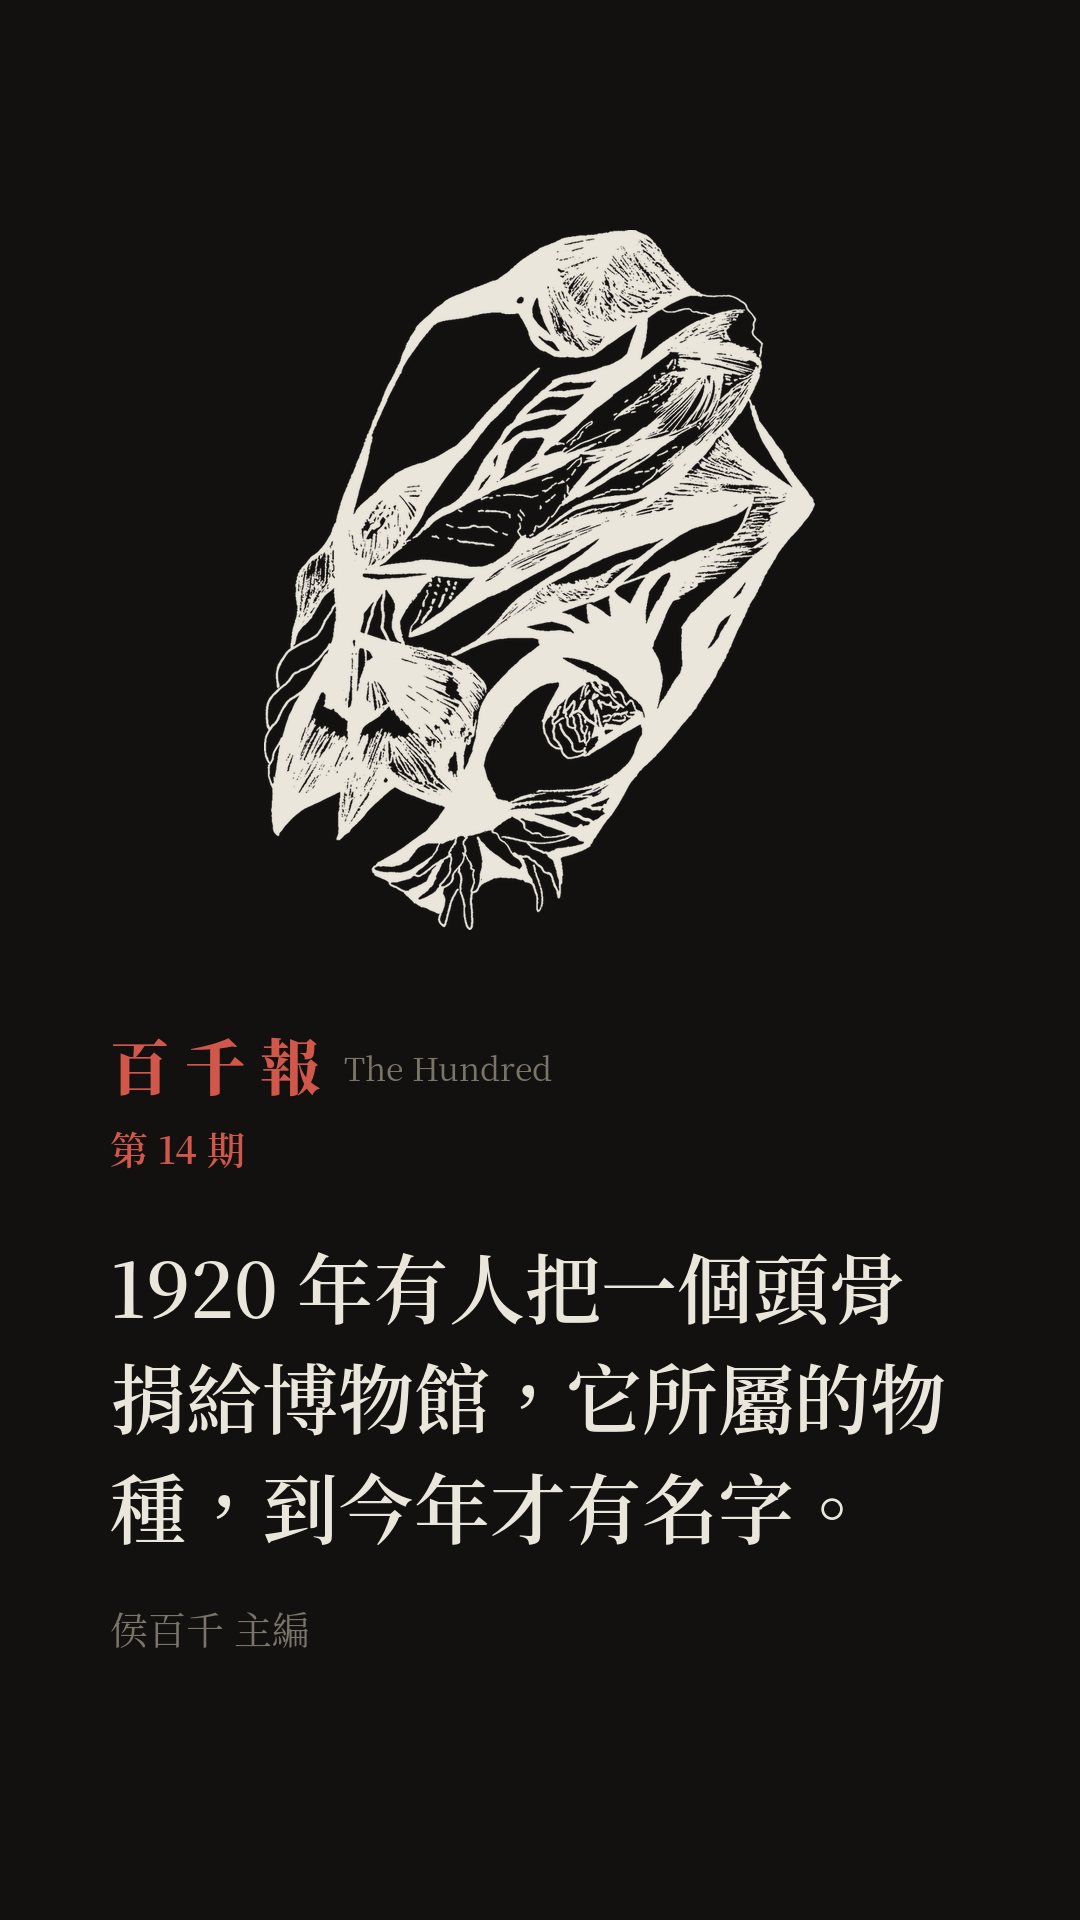 百千報 The Hundred
第 14 期
1920 年有人把一個頭骨
捐給博物館，它所屬的物
種，到今年才有名字。
侯百千 主編